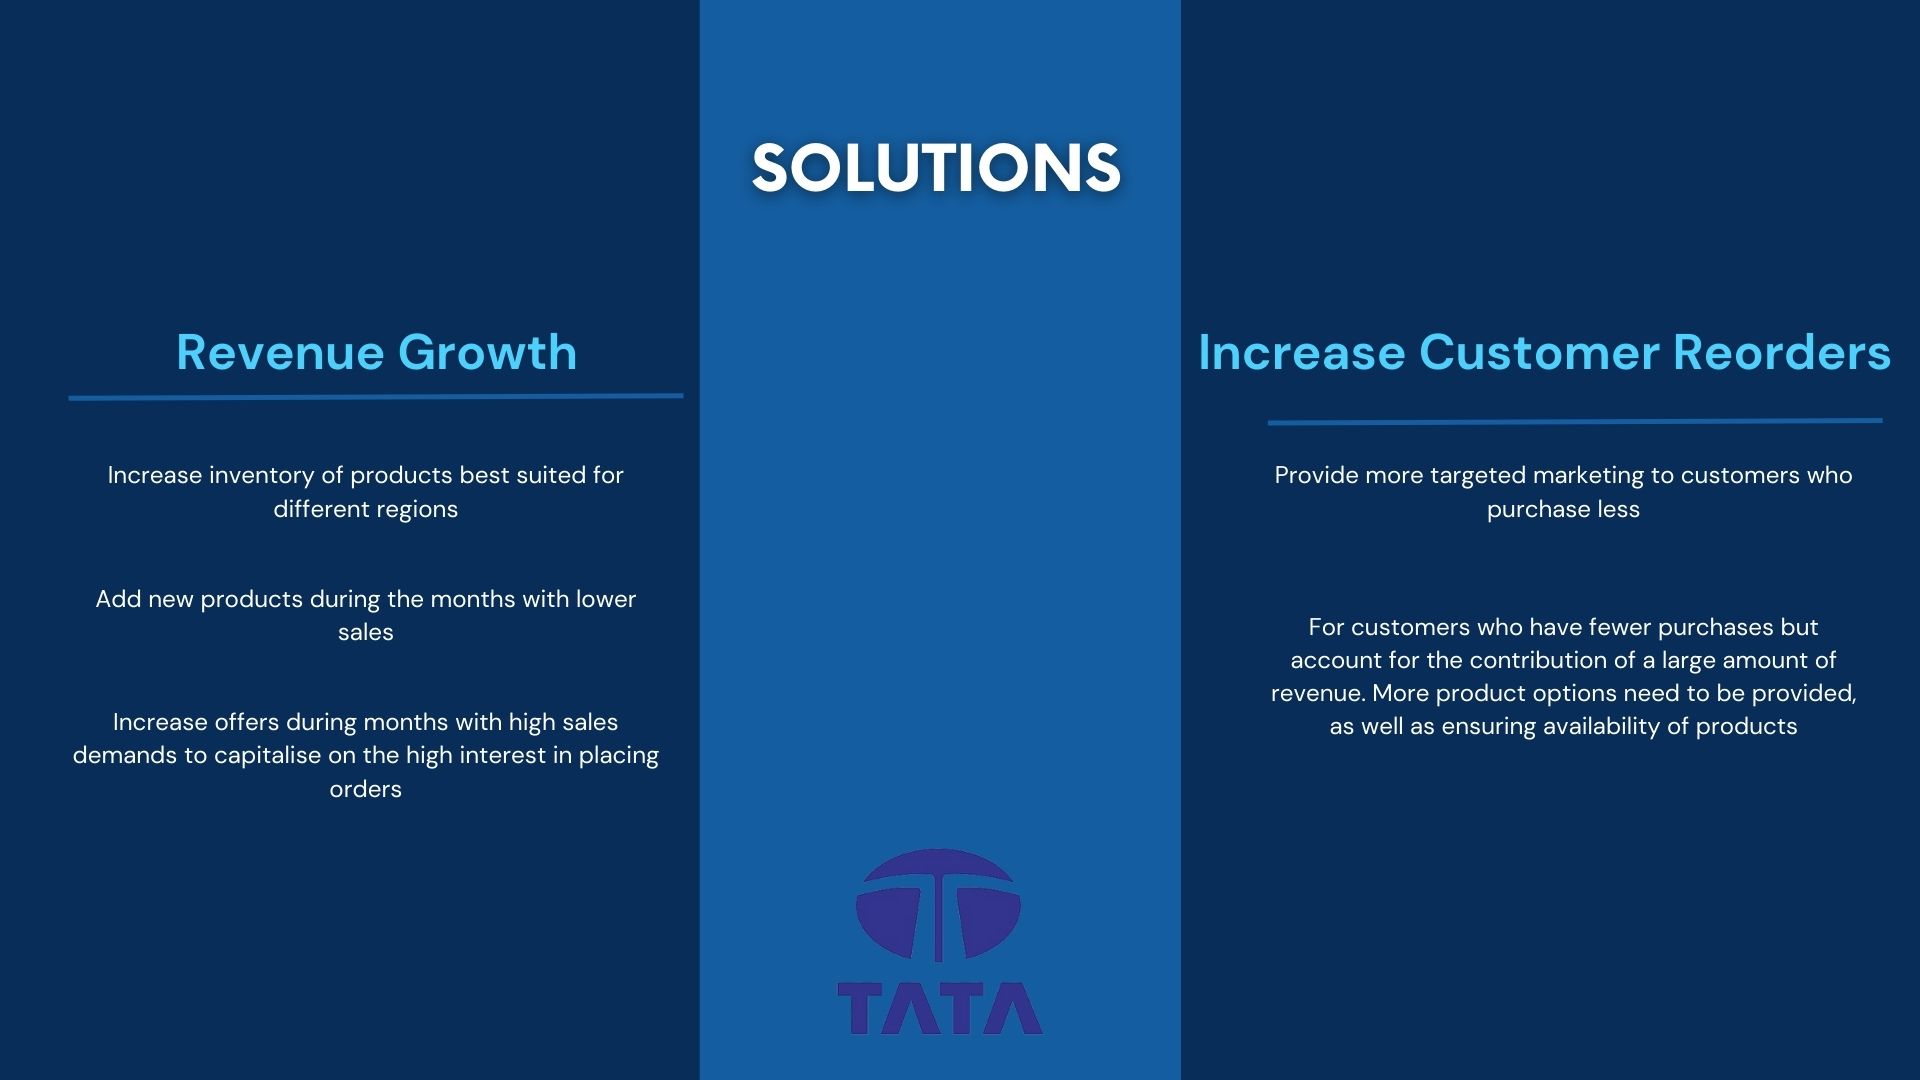 SOLUTIONS
Revenue Growth
Increase inventory of products best suited for
different regions
Add new products during the months with lower
sales
Increase offers during months with high sales
demands to capitalise on the high interest in placing
orders
Increase Customer Reorders
Provide more targeted marketing to customers who
purchase less
For customers who have fewer purchases but
account for the contribution of a large amount of
revenue. More product options need to be provided,
as well as ensuring availability of products
TATA